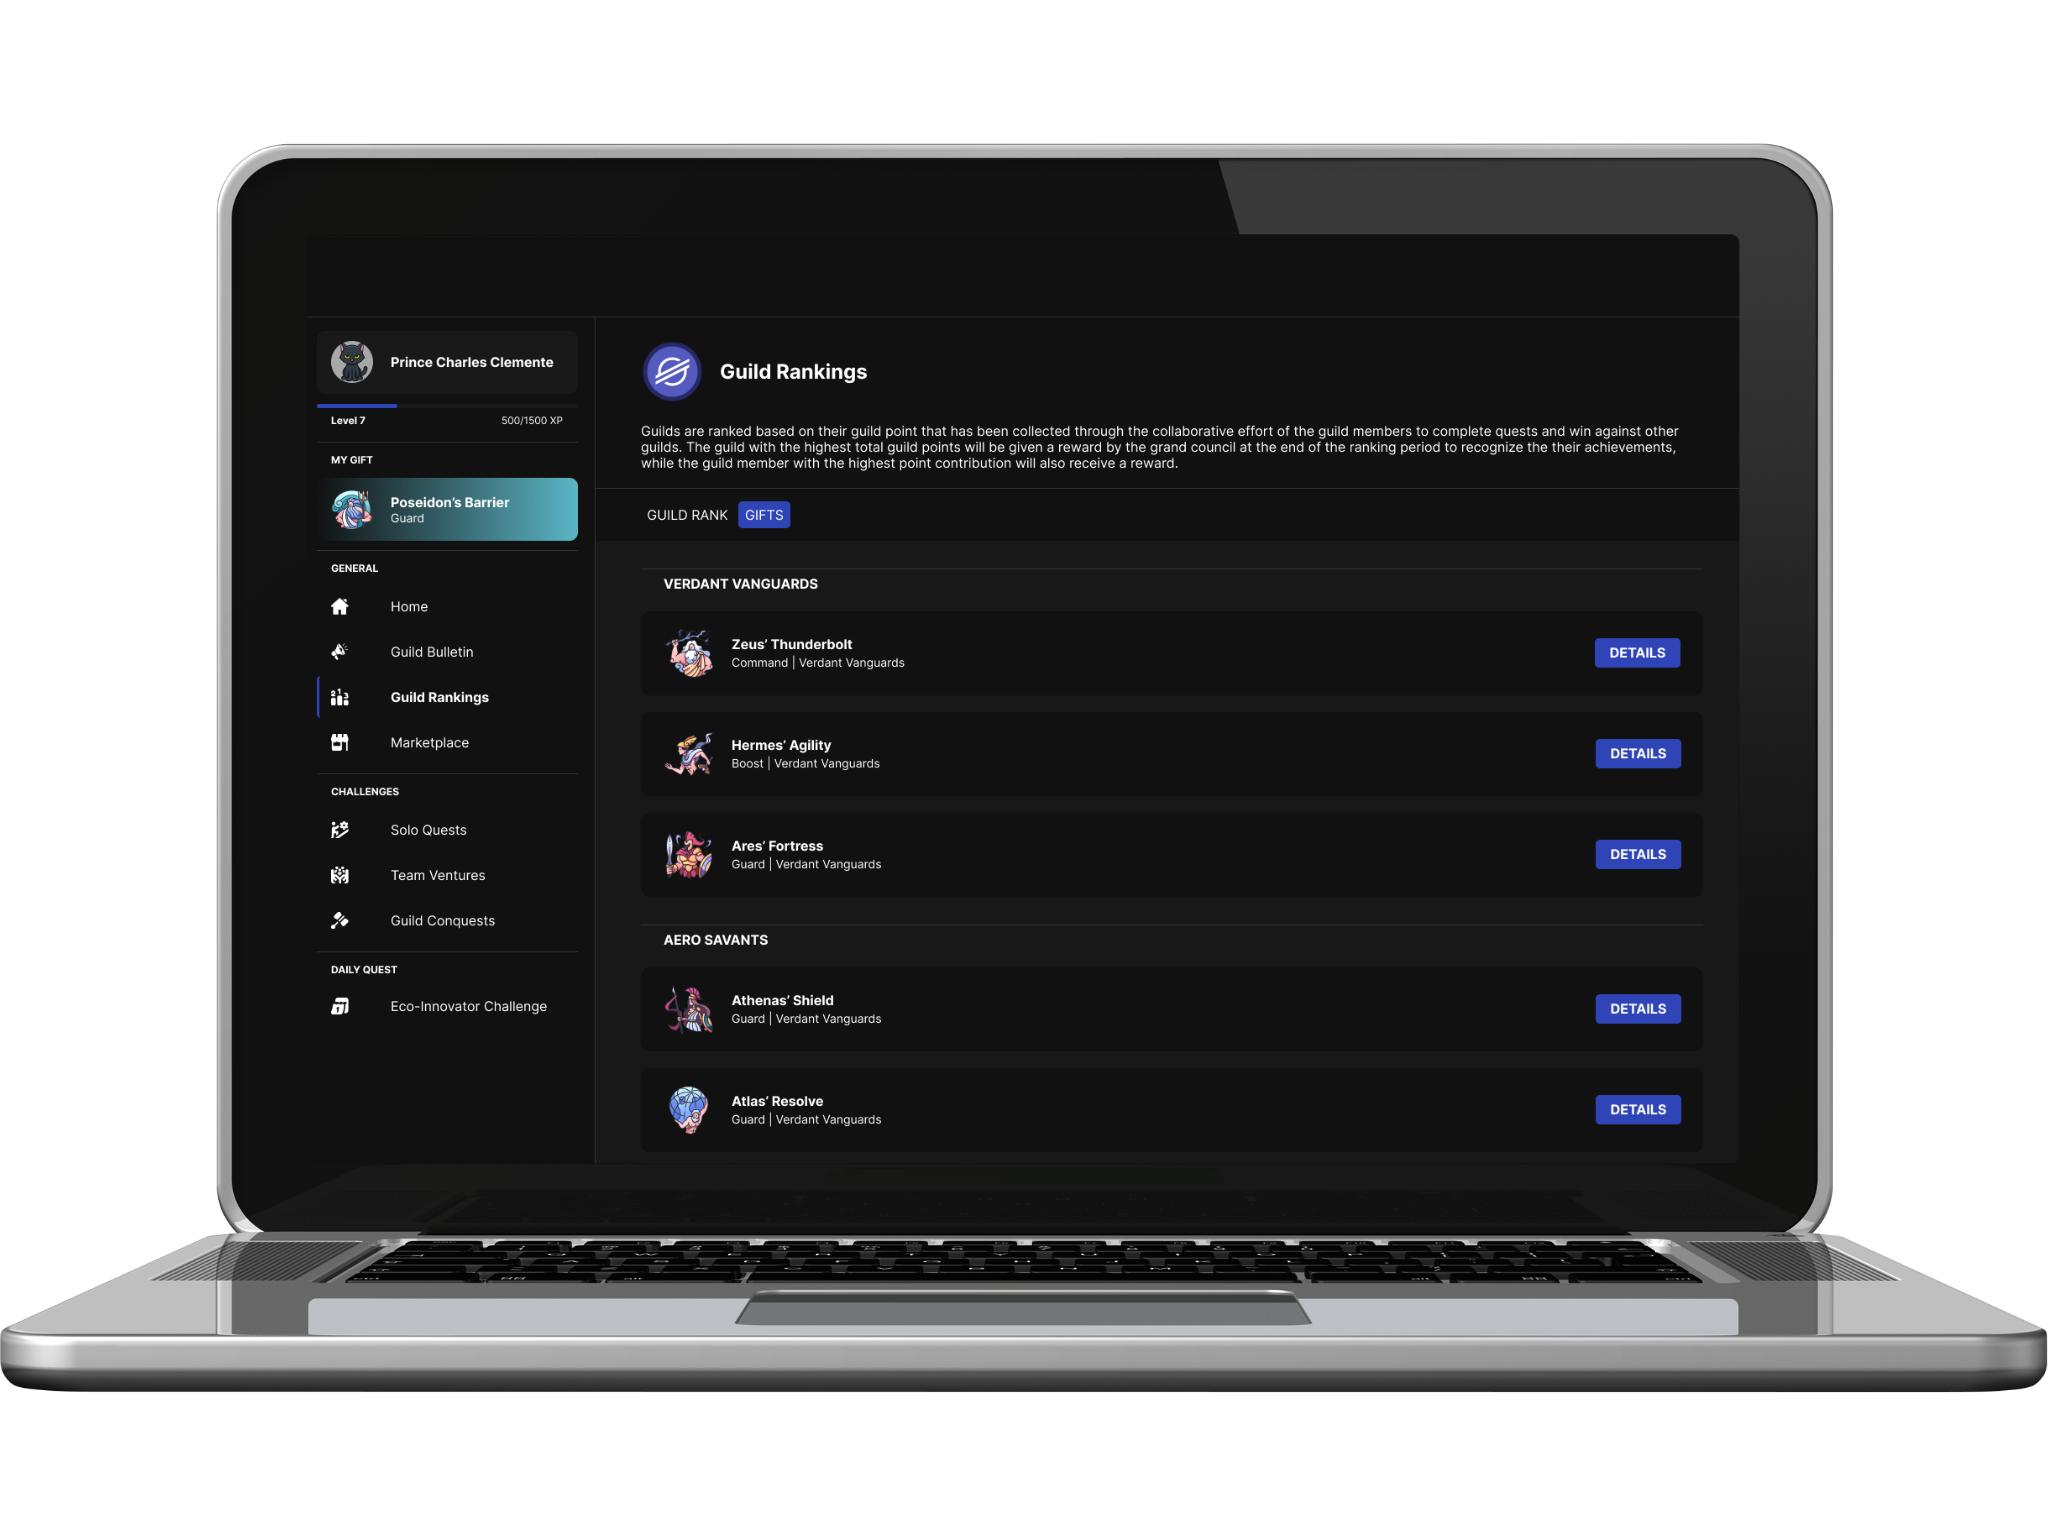 Prince Charles Clemente
Level 7
500/1500 XP
MY GIFT
Poseidon’s Barrier
Guard
GENERAL
Home
Guild Bulletin
Guild Rankings
Marketplace
CHALLENGES
Solo Quests
Team Ventures
Guild Conquests
DAILY QUEST
Eco-Innovator Challenge
Guild Rankings
Guilds are ranked based on their guild point that has been collected through the collaborative effort of the guild members to complete quests and win against other
guilds. The guild with the highest total guild points will be given a reward by the grand council at the end of the ranking period to recognize the their achievements,
while the guild member with the highest point contribution will also receive a reward.
GUILD RANK
GIFTS
VERDANT VANGUARDS
Zeus’ Thunderbolt
Command | Verdant Vanguards
DETAILS
Hermes’ Agility
Boost | Verdant Vanguards
DETAILS
Ares’ Fortress
Guard | Verdant Vanguards
DETAILS
AERO SAVANTS
Athenas’ Shield
Guard | Verdant Vanguards
DETAILS
Atlas’ Resolve
Guard | Verdant Vanguards
DETAILS